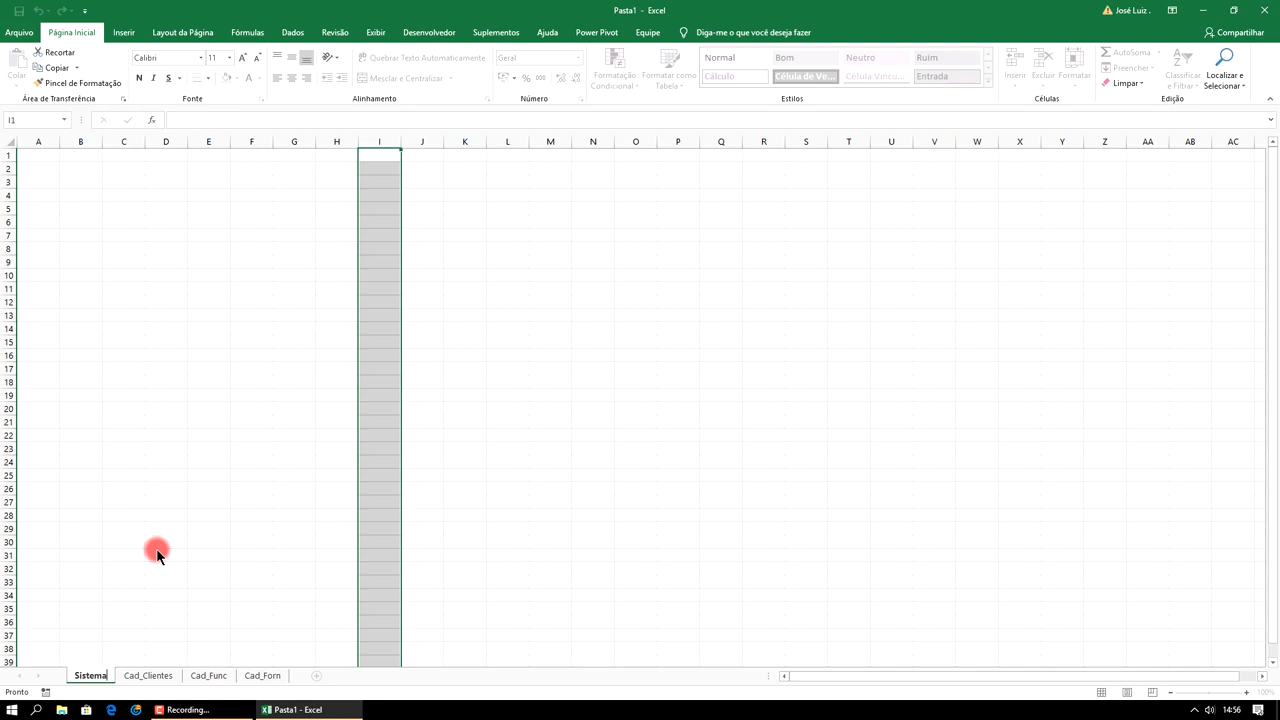 Pasta1 - Excel
José Luiz .
Arquivo Página Inicial Inserir Layout da Página Fórmulas Dados Revisão Exibir Desenvolvedor Suplementos Power Pivot Equipe Ajuda Diga-me o que você deseja fazer Compartilhar
Colar
Recortar
Copiar
Pincel de Formatação
Área de Transferência
Calibri 11
N I S
Fonte
Quebrar Texto Automaticamente
Mesclar e Centralizar
Alinhamento
Geral
% 000
Número
Formatação Condicional
Formatar como Tabela
Normal Bom Neutro Ruim
Cálculo Célula de Ve... Célula Vincu... Entrada
Estilos
Inserir Excluir Formatar
Células
AutoSoma
Preencher
Limpar
Classificar e Filtrar
Localizar e Selecionar
Edição
I1
fx
A B C D E F G H I J K L M N O P Q R S T U V W X Y Z AA AB AC
1
2
3
4
5
6
7
8
9
10
11
12
13
14
15
16
17
18
19
20
21
22
23
24
25
26
27
28
29
30
31
32
33
34
35
36
37
38
39
Sistema Cad_Clientes Cad_Func Cad_Forn
Pronto
100%
Recording...
Pasta1 - Excel
14:56